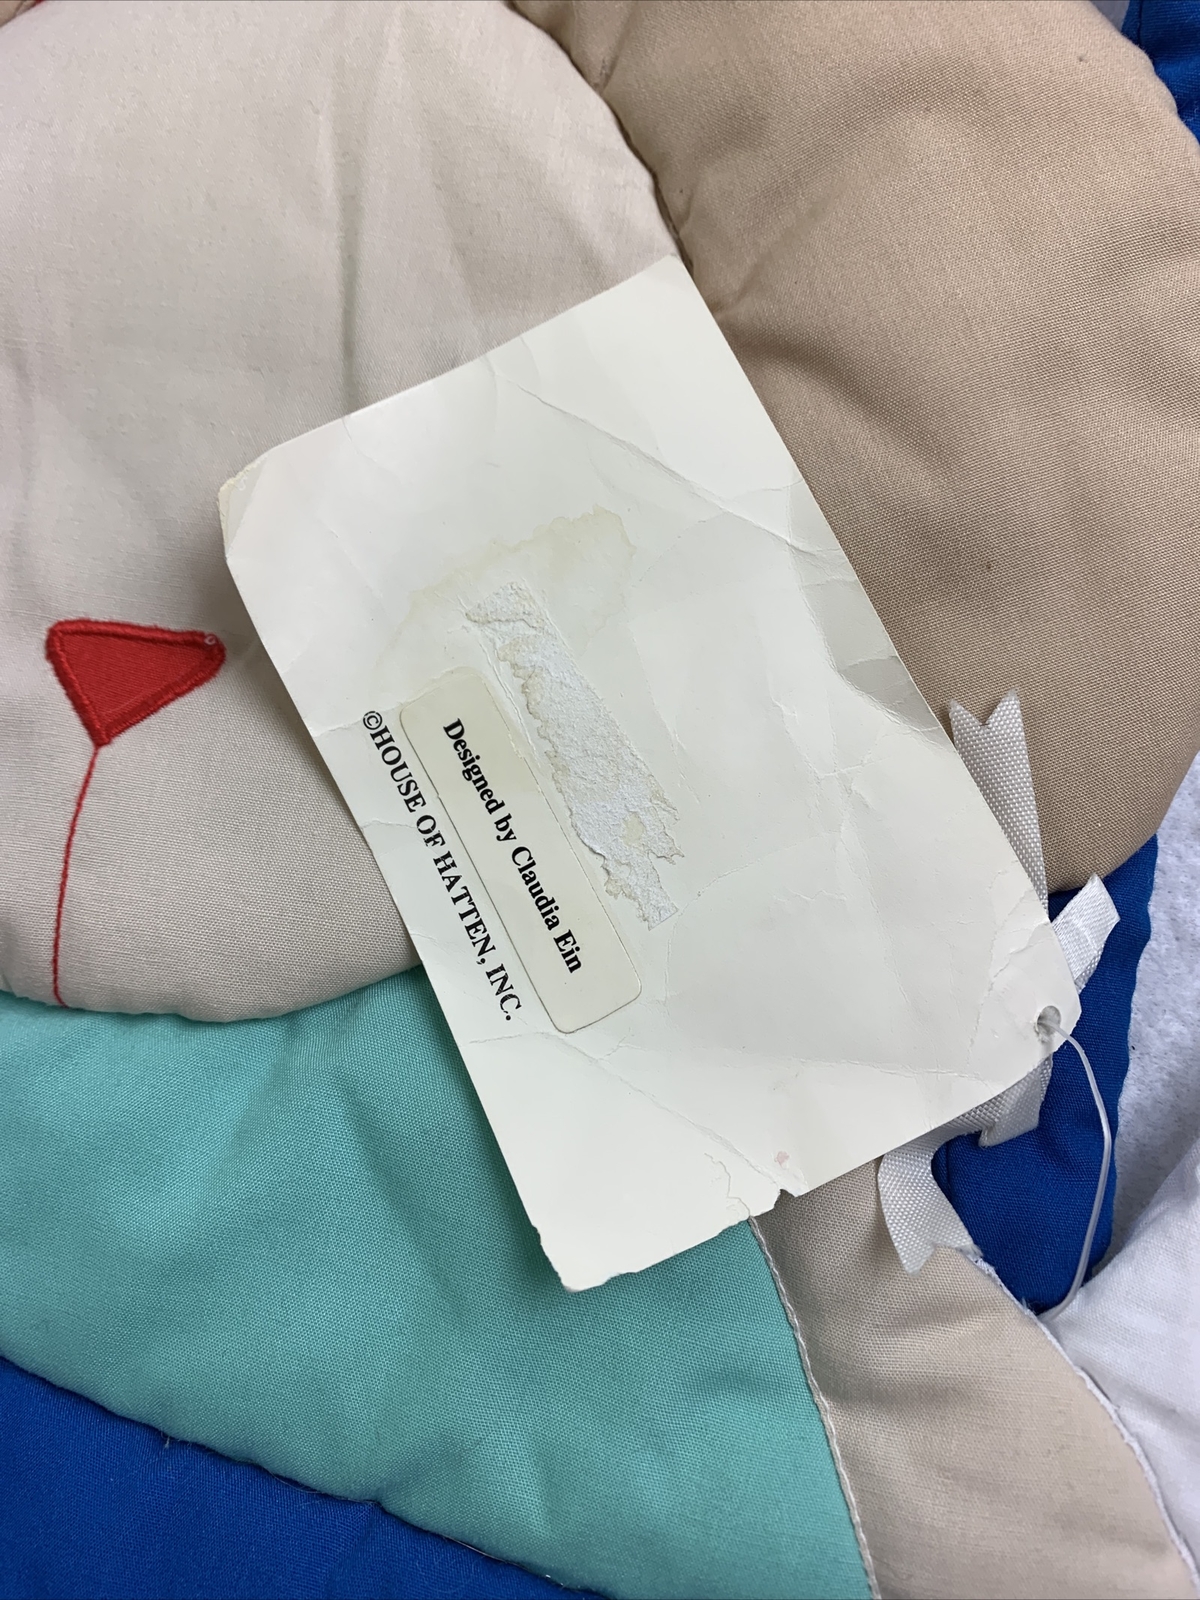 Designed by Claudia Ein
©HOUSE OF HATTEN, INC.